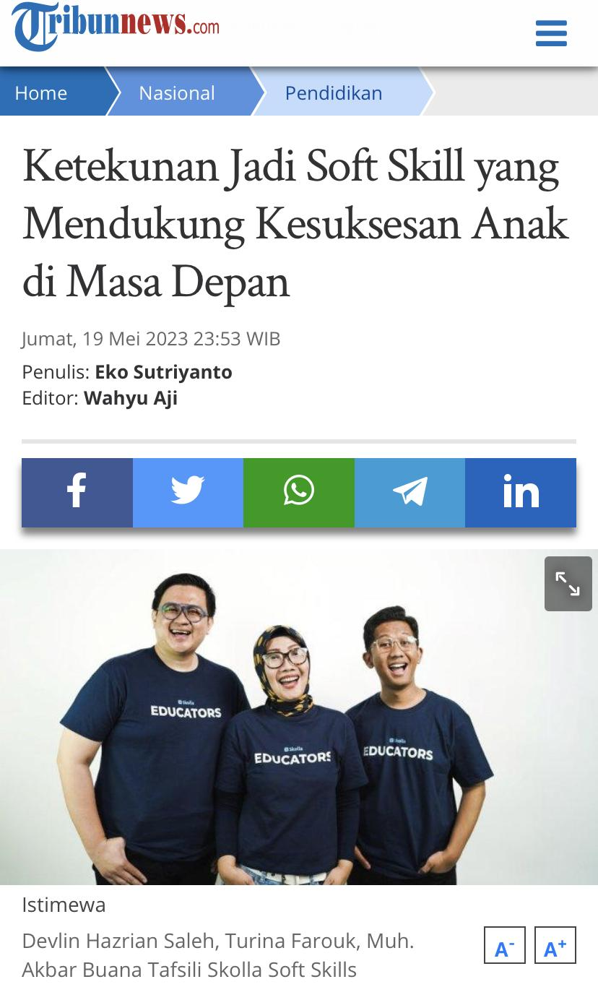 Tribunnews.com
Home Nasional Pendidikan
Ketekunan Jadi Soft Skill yang
Mendukung Kesuksesan Anak
di Masa Depan
Jumat, 19 Mei 2023 23:53 WIB
Penulis: Eko Sutriyanto
Editor: Wahyu Aji
Skolla
EDUCATORS
Skolla
EDUCATORS
Skolla
EDUCATORS
Istimewa
Devlin Hazrian Saleh, Turina Farouk, Muh.
Akbar Buana Tafsili Skolla Soft Skills
A- A+